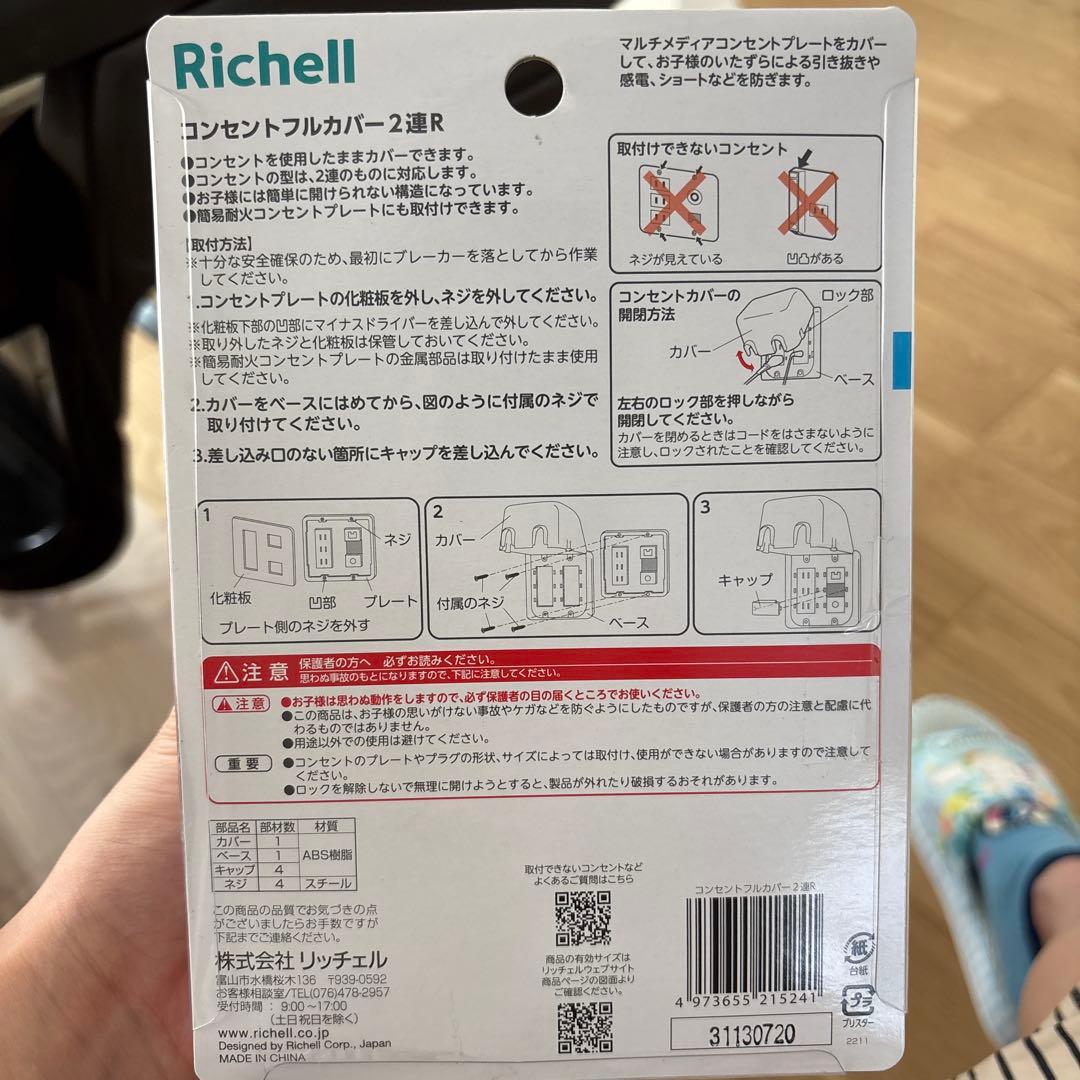 Richell
マルチメディアコンセントプレートをカバー
して、お子様のいたずらによる引き抜きや
感電、ショートなどを防ぎます。
コンセントフルカバー2連R
●コンセントを使用したままカバーできます。
●コンセントの型は、2連のものに対応します。
●お子様には簡単に開けられない構造になっています。
●簡易耐火コンセントプレートにも取付けできます。
【取付方法】
※十分な安全確保のため、最初にブレーカーを落としてから作業
してください。
1.コンセントプレートの化粧板を外し、ネジを外してください。
※化粧板下部の凹部にマイナスドライバーを差し込んで外してください。
※取り外したネジと化粧板は保管しておいてください。
※簡易耐火コンセントプレートの金属部品は取り付けたまま使用
してください。
2.カバーをベースにはめてから、図のように付属のネジで
取り付けてください。
3.差し込み口のない箇所にキャップを差し込んでください。
取付けできないコンセント
ネジが見えている
凹凸がある
コンセントカバーの
開閉方法
ロック部
カバー
ベース
左右のロック部を押しながら
開閉してください。
カバーを閉めるときはコードをはさまないように
注意し、ロックされたことを確認してください。
1
ネジ
化粧板
凹部
プレート
プレート側のネジを外す
2
カバー
付属のネジ
ベース
3
キャップ
注意
保護者の方へ 必ずお読みください。
思わぬ事故のもとになりますので、下記に注意してください。
注意
●お子様は思わぬ動作をしますので、必ず保護者の目の届くところでお使いください。
●この商品は、お子様の思いがけない事故やケガなどを防ぐようにしたものですが、保護者の方の注意と配慮に代
わるものではありません。
●用途以外での使用は避けてください。
重要
●コンセントのプレートやプラグの形状、サイズによっては取付け、使用ができない場合がありますので注意して
ください。
●ロックを解除しないで無理に開けようとすると、製品が外れたり破損するおそれがあります。
部品名 部材数 材質
カバー 1
ベース 1 ABS樹脂
キャップ 4
ネジ 4 スチール
この商品の品質でお気づきの点
がございましたらお手数ですが
下記までご連絡ください。
株式会社 リッチェル
富山市水橋桜木136 〒939-0592
お客様相談室/TEL(076)478-2957
受付時間：9:00~17:00
(土日祝日を除く)
www.richell.co.jp
Designed by Richell Corp., Japan
MADE IN CHINA
取付できないコンセントなど
よくあるご質問はこちら
商品の有効サイズは
リッチェルウェブサイト
商品ページの図面より
ご確認ください。
コンセントフルカバー2連R
4 973655 215241
31130720
紙
台紙
プラ
ブリスター
2211